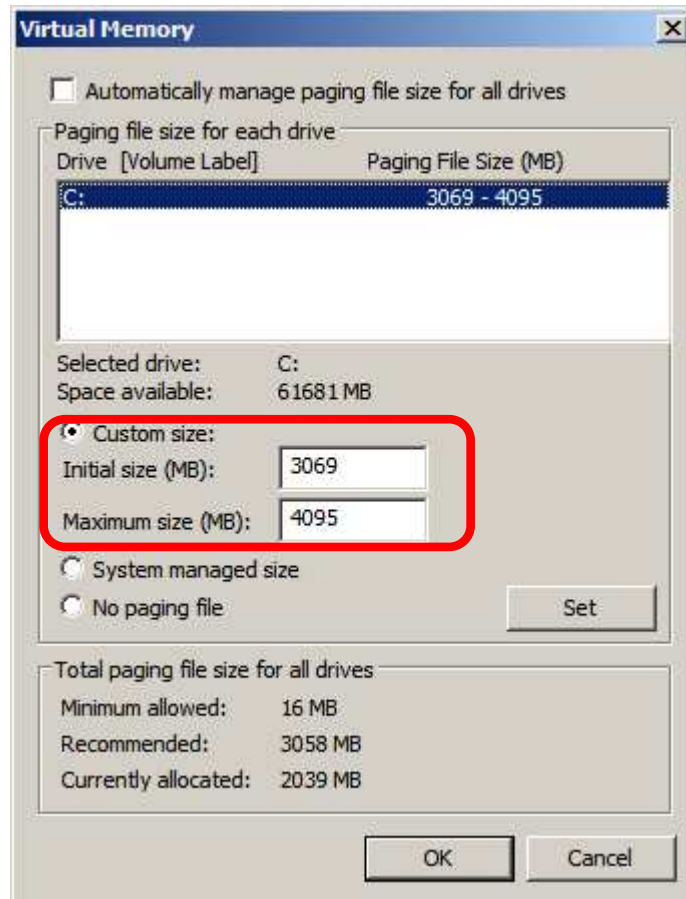 Virtual Memory
Automatically manage paging file size for all drives
Paging file size for each drive
Drive [Volume Label] Paging File Size (MB)
C: 3069 - 4095
Selected drive: C:
Space available: 61681 MB
Custom size:
Initial size (MB): 3069
Maximum size (MB): 4095
System managed size
No paging file Set
Total paging file size for all drives
Minimum allowed: 16 MB
Recommended: 3058 MB
Currently allocated: 2039 MB
OK Cancel